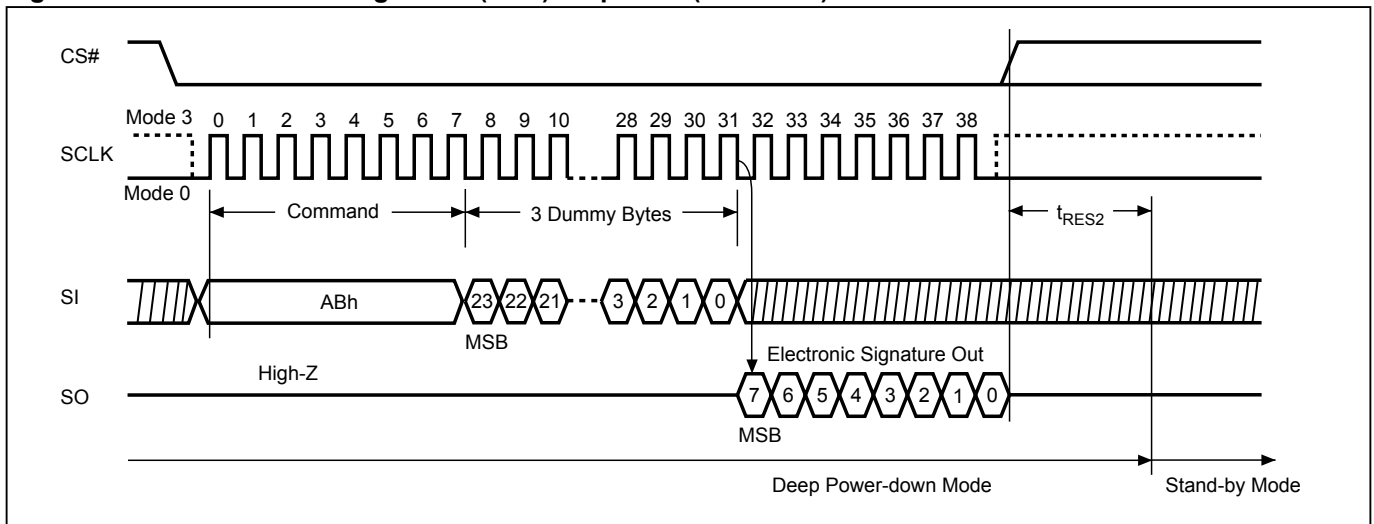 CS#
Mode 3 0 1 2 3 4 5 6 7 8 9 10 28 29 30 31 32 33 34 35 36 37 38
SCLK
Mode 0
Command 3 Dummy Bytes tRES2
SI ABh 23 22 21 3 2 1 0
MSB
Electronic Signature Out
High-Z
SO 7 6 5 4 3 2 1 0
MSB
Deep Power-down Mode Stand-by Mode